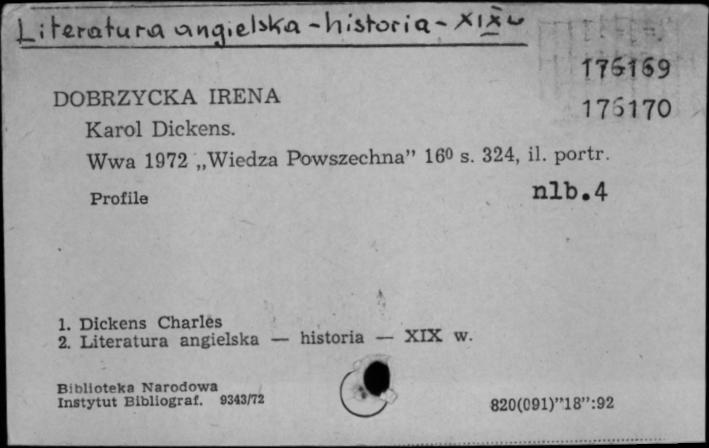 Literatura angielska - historia - XIX w
176169
DOBRZYCKA IRENA
176170
Karol Dickens.
Wwa 1972 „Wiedza Powszechna” 16⁰ s. 324, il. portr.
Profile
nlb.4
1. Dickens Charles
2. Literatura angielska — historia — XIX w.
Biblioteka Narodowa
Instytut Bibliograf. 9343/72
820(091)”18”:92